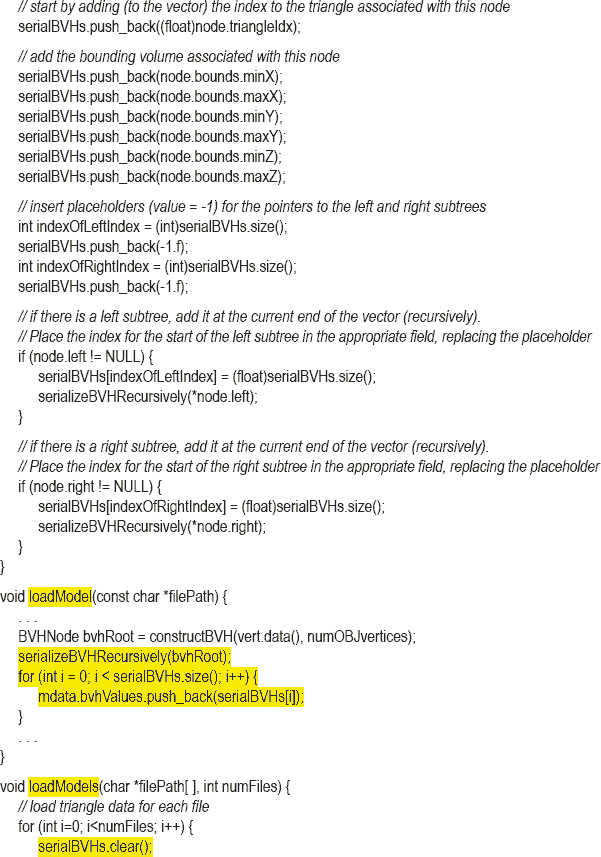 // start by adding (to the vector) the index to the triangle associated with this node
serialBVHs.push_back((float)node.triangleIdx);
// add the bounding volume associated with this node
serialBVHs.push_back(node.bounds.minX);
serialBVHs.push_back(node.bounds.maxX);
serialBVHs.push_back(node.bounds.minY);
serialBVHs.push_back(node.bounds.maxY);
serialBVHs.push_back(node.bounds.minZ);
serialBVHs.push_back(node.bounds.maxZ);
// insert placeholders (value = -1) for the pointers to the left and right subtrees
int indexOfLeftIndex = (int)serialBVHs.size();
serialBVHs.push_back(-1.f);
int indexOfRightIndex = (int)serialBVHs.size();
serialBVHs.push_back(-1.f);
// if there is a left subtree, add it at the current end of the vector (recursively).
// Place the index for the start of the left subtree in the appropriate field, replacing the placeholder
if (node.left != NULL) {
serialBVHs[indexOfLeftIndex] = (float)serialBVHs.size();
serializeBVHRecursively(*node.left);
}
// if there is a right subtree, add it at the current end of the vector (recursively).
// Place the index for the start of the right subtree in the appropriate field, replacing the placeholder
if (node.right != NULL) {
serialBVHs[indexOfRightIndex] = (float)serialBVHs.size();
serializeBVHRecursively(*node.right);
}
}
void loadModel(const char *filePath) {
. . .
BVHNode bvhRoot = constructBVH(vert.data(), numOBJvertices);
serializeBVHRecursively(bvhRoot);
for (int i = 0; i < serialBVHs.size(); i++) {
mdata.bvhValues.push_back(serialBVHs[i]);
}
. . .
}
void loadModels(char *filePath[ ], int numFiles) {
// load triangle data for each file
for (int i=0; i<numFiles; i++) {
serialBVHs.clear();